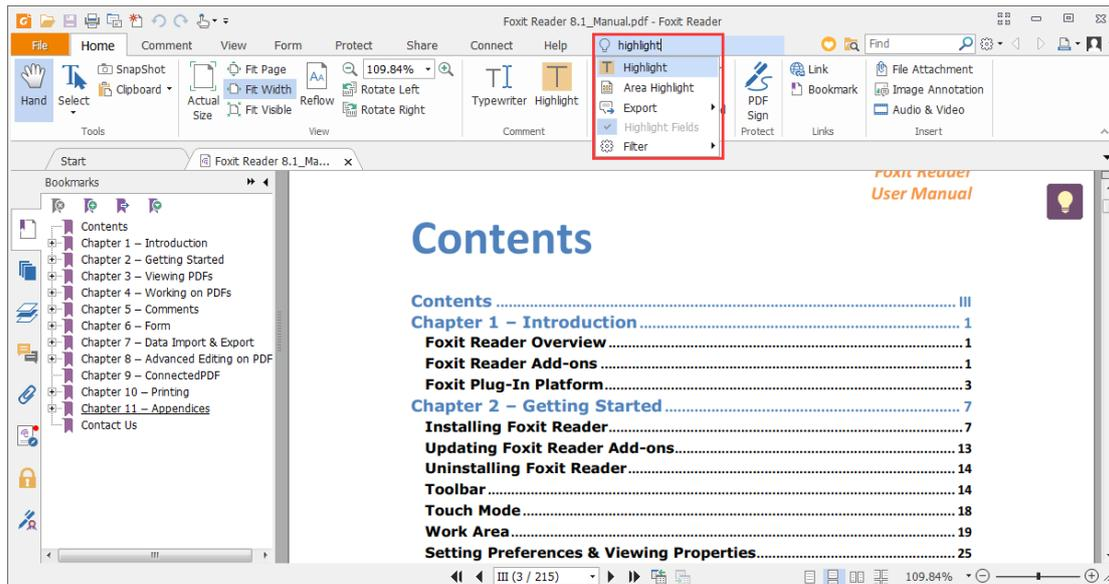 Foxit Reader 8.1_Manual.pdf - Foxit Reader
File Home Comment View Form Protect Share Connect Help highlight Find
Hand
Select
SnapShot
Clipboard
Tools
Actual
Size
Fit Page
Fit Width
Fit Visible
Reflow
109.84%
Rotate Left
Rotate Right
View
Typewriter
Highlight
Comment
Highlight
Area Highlight
Export
Highlight Fields
Filter
PDF
Sign
Protect
Link
Bookmark
Links
File Attachment
Image Annotation
Audio & Video
Insert
Start
Foxit Reader 8.1_Ma...
Bookmarks
Contents
Chapter 1 – Introduction
Chapter 2 – Getting Started
Chapter 3 – Viewing PDFs
Chapter 4 – Working on PDFs
Chapter 5 – Comments
Chapter 6 – Form
Chapter 7 – Data Import & Export
Chapter 8 – Advanced Editing on PDF
Chapter 9 – ConnectedPDF
Chapter 10 – Printing
Chapter 11 – Appendices
Contact Us
Foxit Reader
User Manual
Contents
Contents ........ III
Chapter 1 – Introduction ........ 1
Foxit Reader Overview ........ 1
Foxit Reader Add-ons ........ 1
Foxit Plug-In Platform ........ 3
Chapter 2 – Getting Started ........ 7
Installing Foxit Reader ........ 7
Updating Foxit Reader Add-ons ........ 13
Uninstalling Foxit Reader ........ 14
Toolbar ........ 14
Touch Mode ........ 18
Work Area ........ 19
Setting Preferences & Viewing Properties ........ 25
III (3 / 215)
109.84%